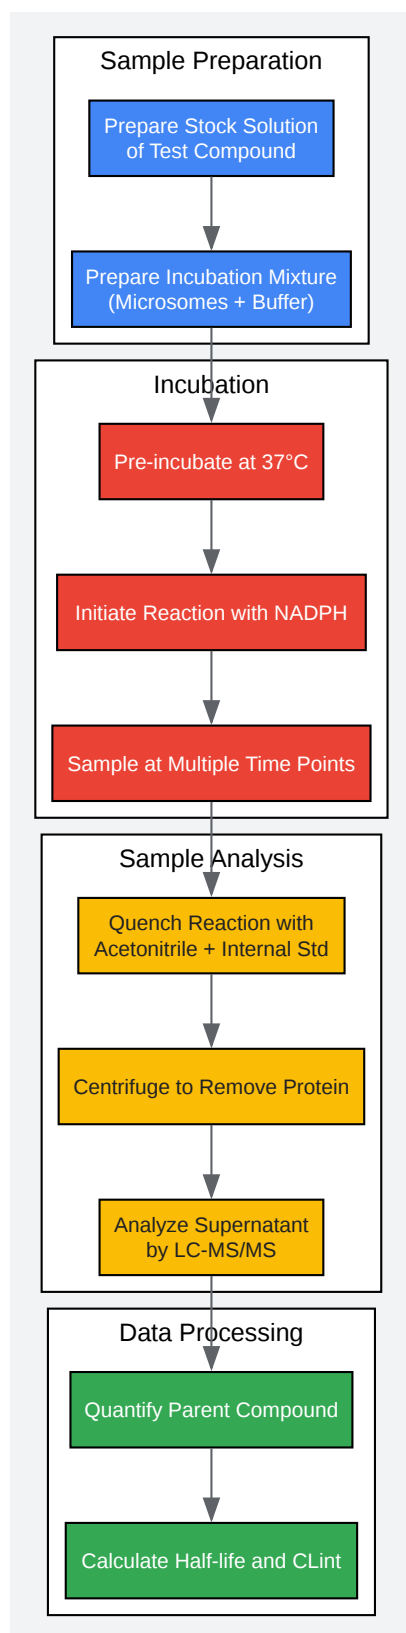 Sample Preparation
Prepare Stock Solution
of Test Compound
Prepare Incubation Mixture
(Microsomes + Buffer)
Incubation
Pre-incubate at 37°C
Initiate Reaction with NADPH
Sample at Multiple Time Points
Sample Analysis
Quench Reaction with
Acetonitrile + Internal Std
Centrifuge to Remove Protein
Analyze Supernatant
by LC-MS/MS
Data Processing
Quantify Parent Compound
Calculate Half-life and CLint